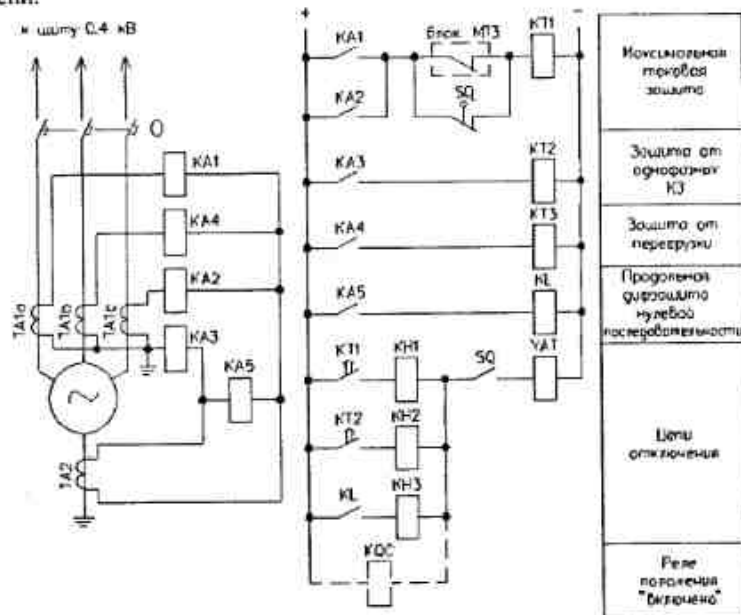 к щиту 0.4 кВ
Q
KA1
KA4
KA2
KA3
KA5
TA1a
TA1b
TA1c
TA2
+
−
KA1
Блок. МТЗ
KT1
KA2
SQ
KA3
KT2
KA4
KT3
KA5
KL
KT1
KH1
SQ
YAT
KT2
KH2
KL
KH3
KQC
Максимальная
токовая
защита
Защита от
однофазных
КЗ
Защита от
перегрузки
Продольная
дифзащита
нулевой
последовательности
Цепи
отключения
Реле
положения
"Включено"